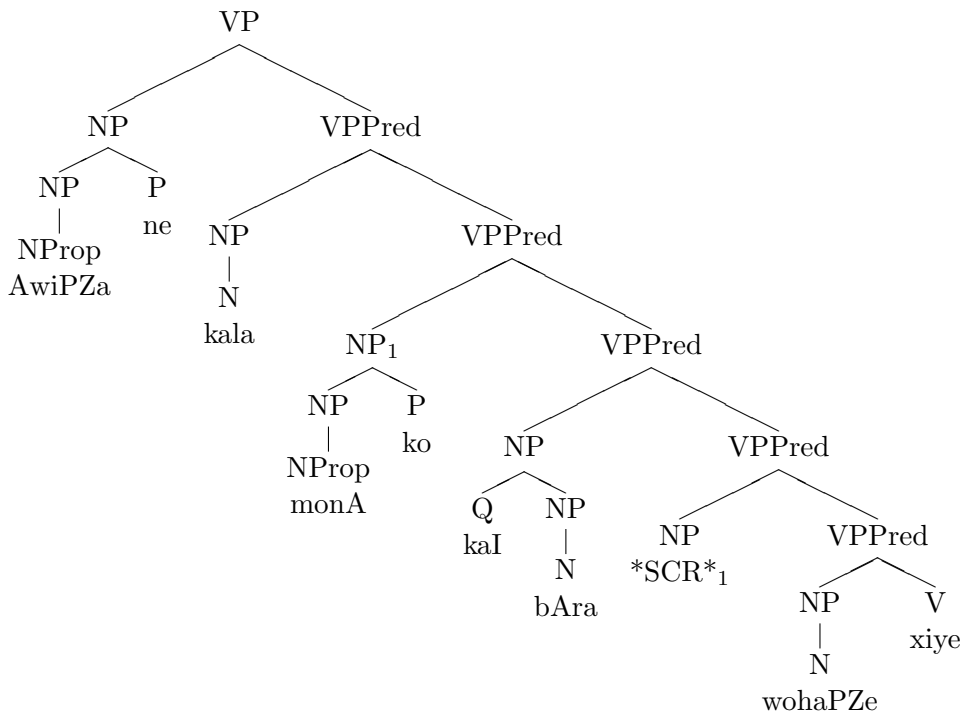 VP
NP VPPred
NP P NP VPPred
NProp ne
AwiPZa N
kala NP₁ VPPred
NP P NP VPPred
NProp ko
monA Q NP NP VPPred
kaI N *SCR*₁
bAra NP V
N xiye
wohaPZe